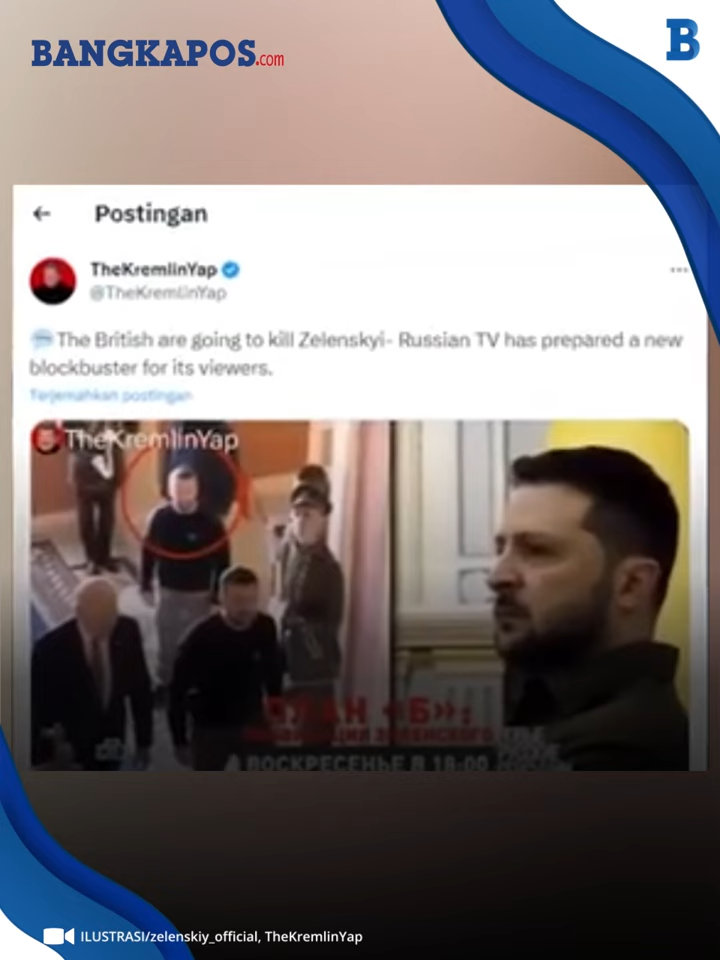 BANGKAPOS.com
B
Postingan
TheKremlinYap
@TheKremlinYap
The British are going to kill Zelenskyi- Russian TV has prepared a new
blockbuster for its viewers.
Terjemahkan postingan
TheKremlinYap
ПЛАН «Б»:
В ВОСКРЕСЕНЬЕ В 18:00
ILUSTRASI/zelenskiy_official, TheKremlinYap